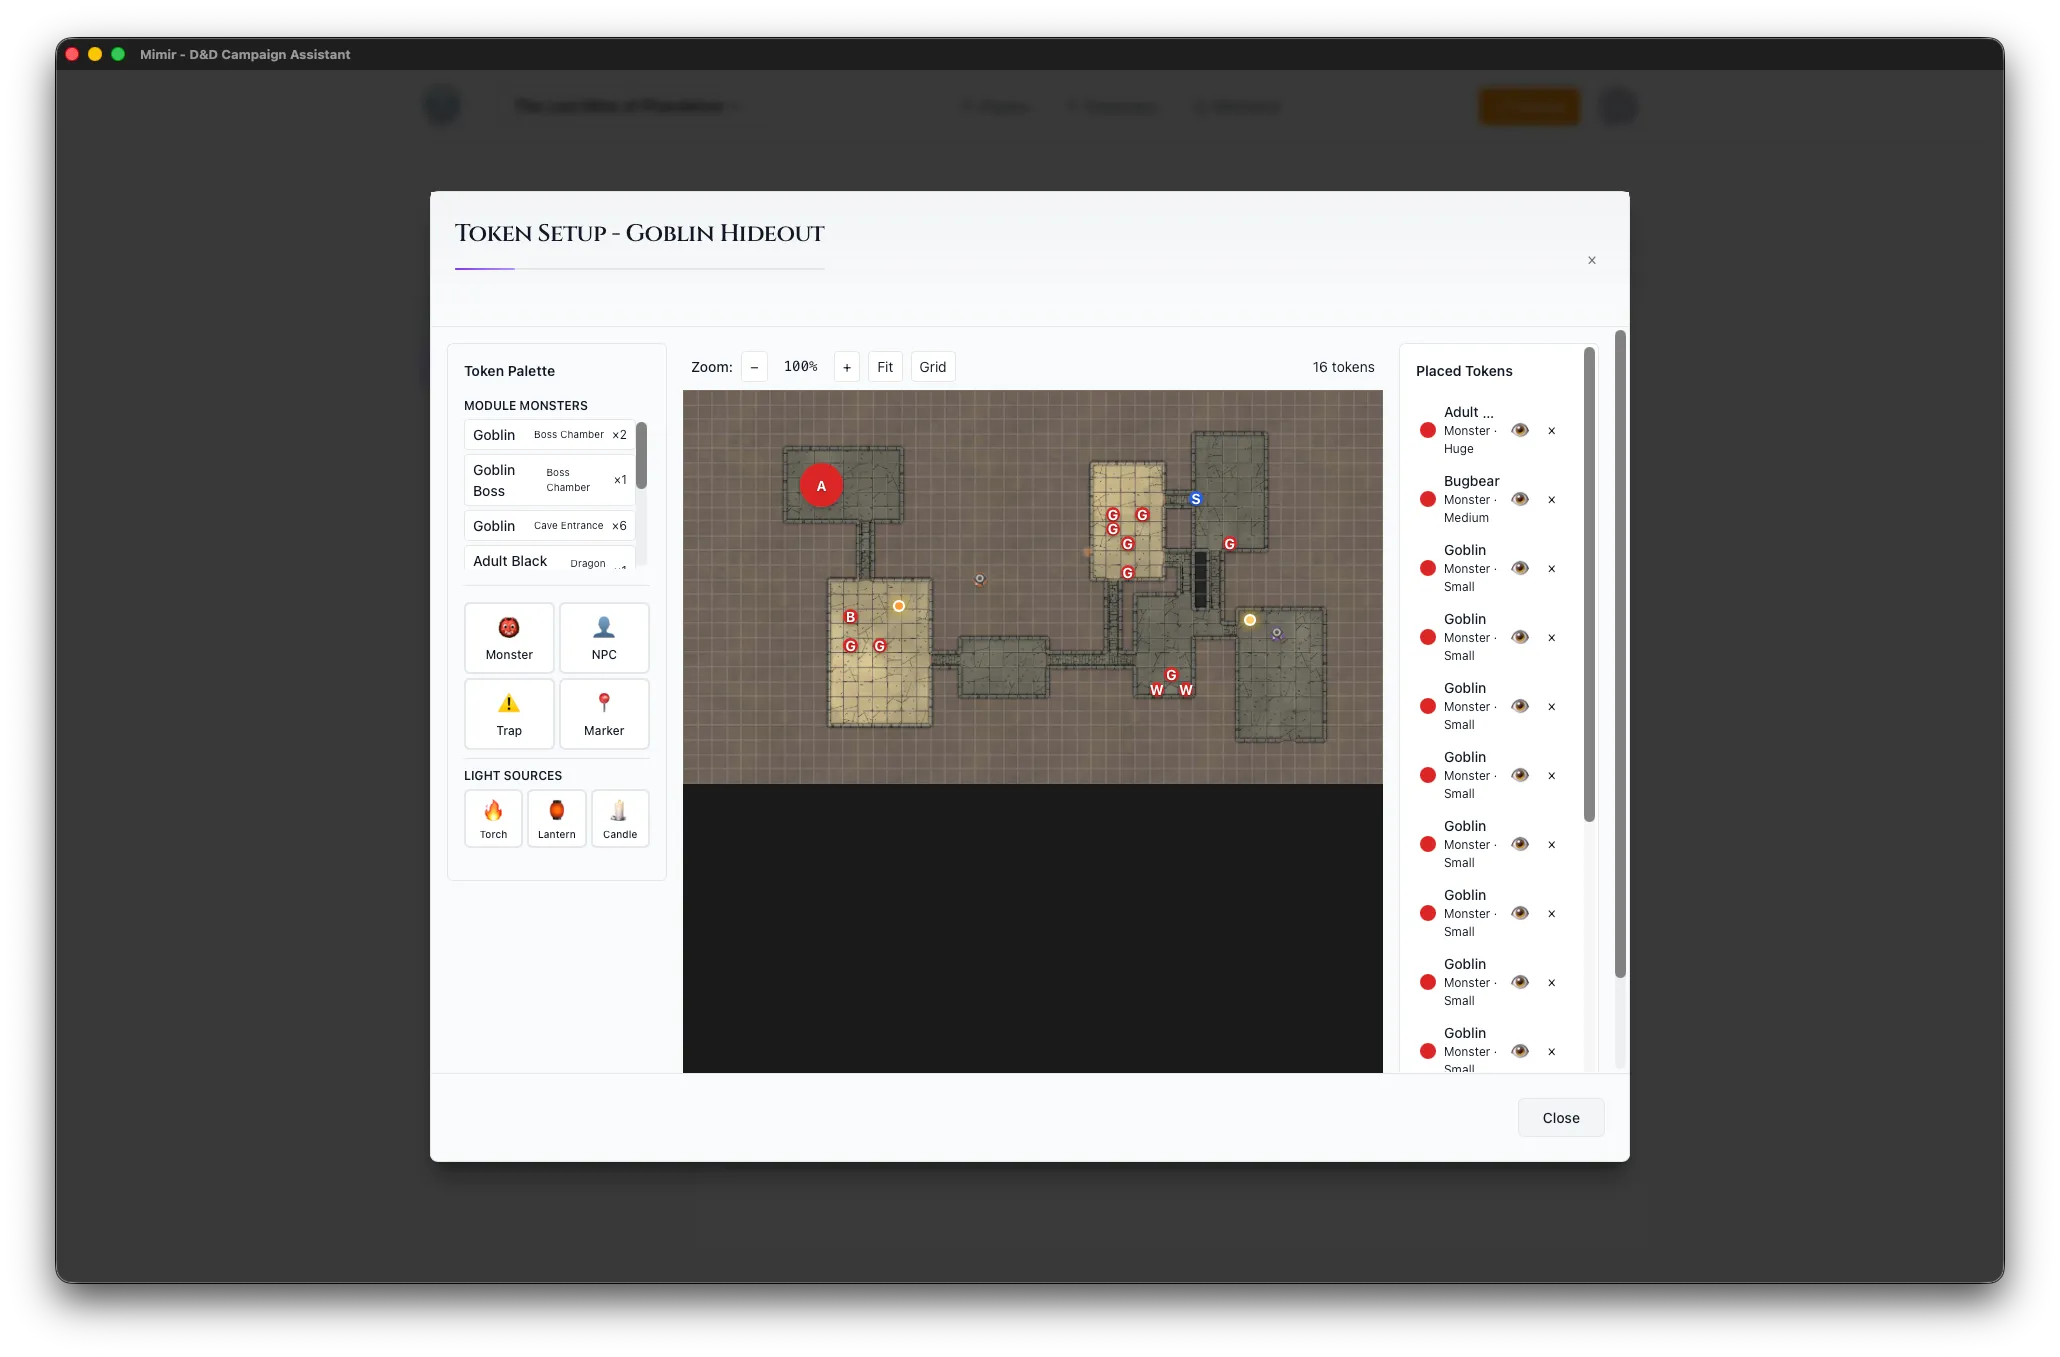 Mimir - D&D Campaign Assistant
Token Setup - Goblin Hideout
×
Token Palette
MODULE MONSTERS
Goblin Boss Chamber ×2
Goblin Boss
Boss Chamber
×1
Goblin Cave Entrance ×6
Adult Black Dragon
Monster
NPC
Trap
Marker
LIGHT SOURCES
Torch
Lantern
Candle
Zoom: − 100% + Fit Grid 16 tokens
A
S
G G
G
G G
G
B
G G
G
W W
Placed Tokens
Adult ...
Monster ·
Huge
×
Bugbear
Monster ·
Medium
×
Goblin
Monster ·
Small
×
Goblin
Monster ·
Small
×
Goblin
Monster ·
Small
×
Goblin
Monster ·
Small
×
Goblin
Monster ·
Small
×
Goblin
Monster ·
Small
×
Goblin
Monster ·
Small
×
Goblin
Monster ·
Small
×
Close